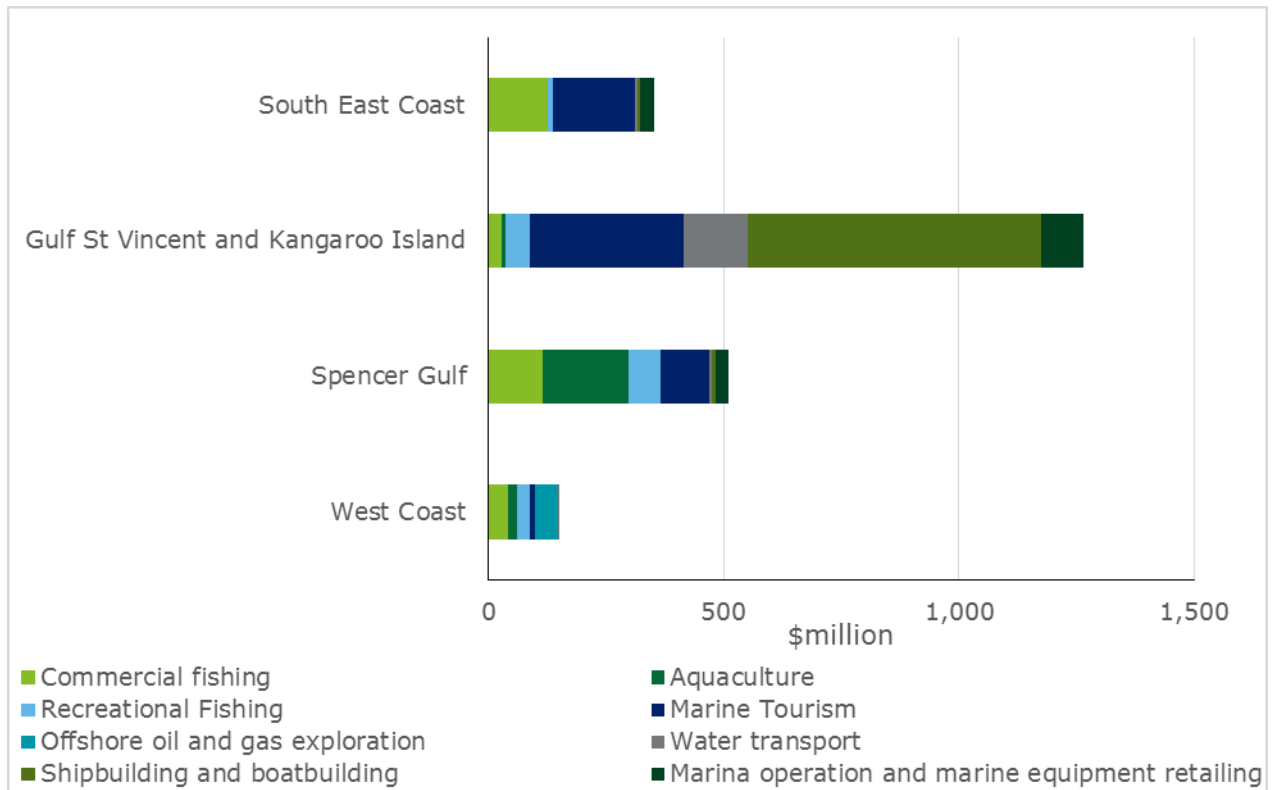 South East Coast
Gulf St Vincent and Kangaroo Island
Spencer Gulf
West Coast
0 500 1,000 1,500
$million
Commercial fishing Aquaculture
Recreational Fishing Marine Tourism
Offshore oil and gas exploration Water transport
Shipbuilding and boatbuilding Marina operation and marine equipment retailing